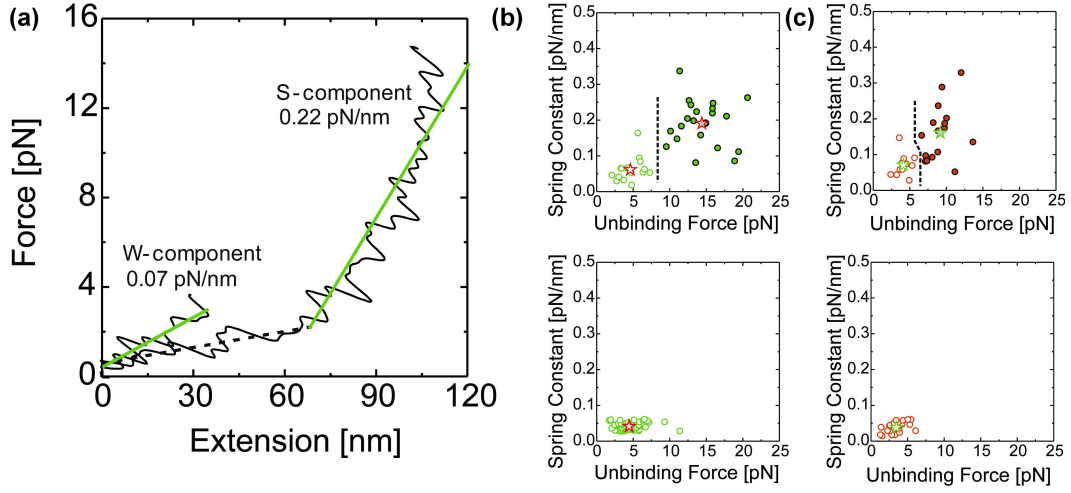 (a)
16
12
8
4
0
0
30
60
90
120
Force [pN]
Extension [nm]
S-component
0.22 pN/nm
W-component
0.07 pN/nm
(b)
0.5
0.4
0.3
0.2
0.1
0.0
0 5 10 15 20 25
Spring Constant [pN/nm]
Unbinding Force [pN]
(c)
0.5
0.4
0.3
0.2
0.1
0.0
0 5 10 15 20 25
Spring Constant [pN/nm]
Unbinding Force [pN]
0.5
0.4
0.3
0.2
0.1
0.0
0 5 10 15 20 25
Spring Constant [pN/nm]
Unbinding Force [pN]
0.5
0.4
0.3
0.2
0.1
0.0
0 5 10 15 20 25
Spring Constant [pN/nm]
Unbinding Force [pN]